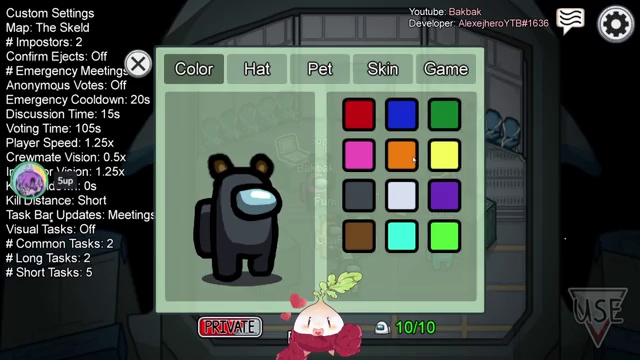 Custom Settings
Map: The Skeld
# Impostors: 2
Confirm Ejects: Off
# Emergency Meetings
Anonymous Votes: Off
Emergency Cooldown: 20s
Discussion Time: 15s
Voting Time: 105s
Player Speed: 1.25x
Crewmate Vision: 0.5x
Vision: 1.25x
0s
Kill Distance: Short
Task Bar Updates: Meetings
Visual Tasks: Off
# Common Tasks: 2
# Long Tasks: 2
# Short Tasks: 5
5up
Youtube: Bakbak
Developer: AlexejheroYTB#1636
Color
Hat
Pet
Skin
Game
PRIVATE
10/10
USE